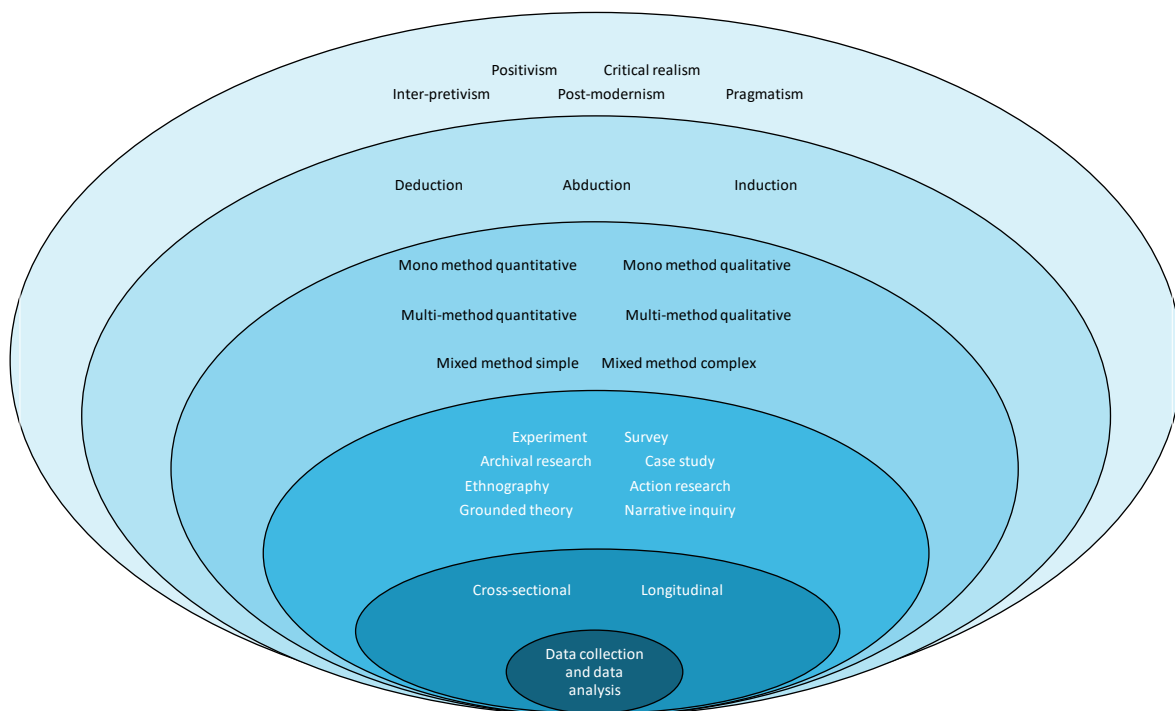 Positivism Critical realism
Inter-pretivism Post-modernism Pragmatism
Deduction Abduction Induction
Mono method quantitative Mono method qualitative
Multi-method quantitative Multi-method qualitative
Mixed method simple Mixed method complex
Experiment Survey
Archival research Case study
Ethnography Action research
Grounded theory Narrative inquiry
Cross-sectional Longitudinal
Data collection
and data
analysis